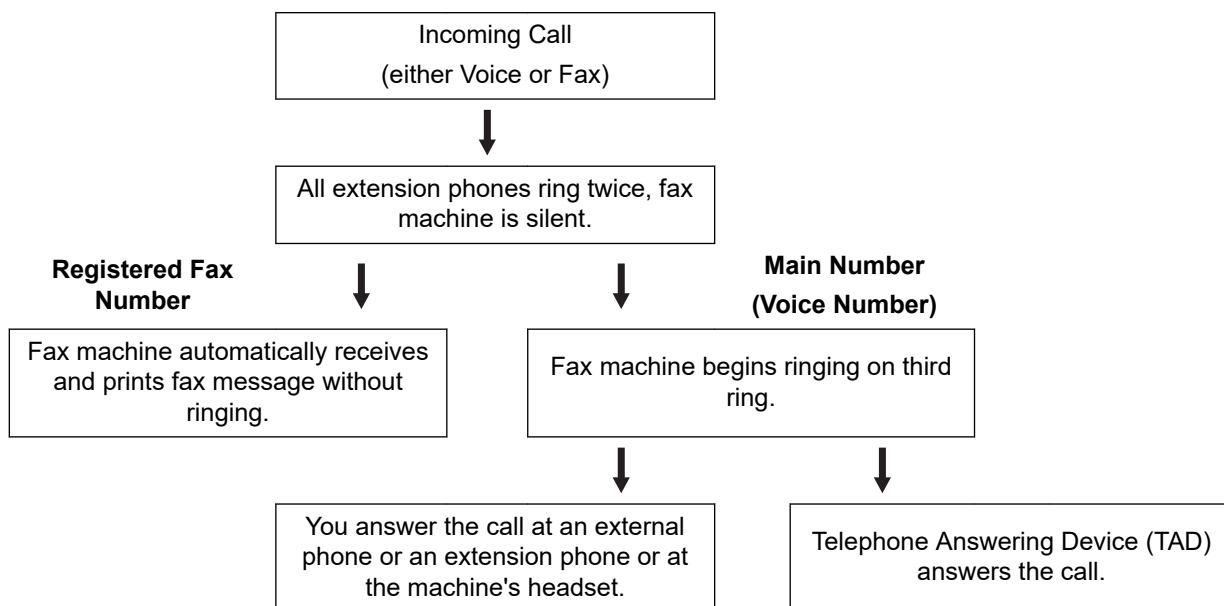 Incoming Call
(either Voice or Fax)
All extension phones ring twice, fax
machine is silent.
Registered Fax
Number
Main Number
(Voice Number)
Fax machine automatically receives
and prints fax message without
ringing.
Fax machine begins ringing on third
ring.
You answer the call at an external
phone or an extension phone or at
the machine's headset.
Telephone Answering Device (TAD)
answers the call.